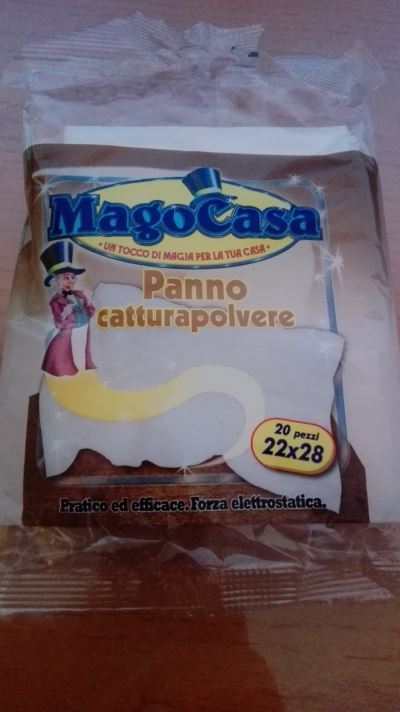 MagoCasa
• UN TOCCO DI MAGIA PER LA TUA CASA •
Panno
catturapolvere
20 pezzi
22x28
Pratico ed efficace. Forza elettrostatica.